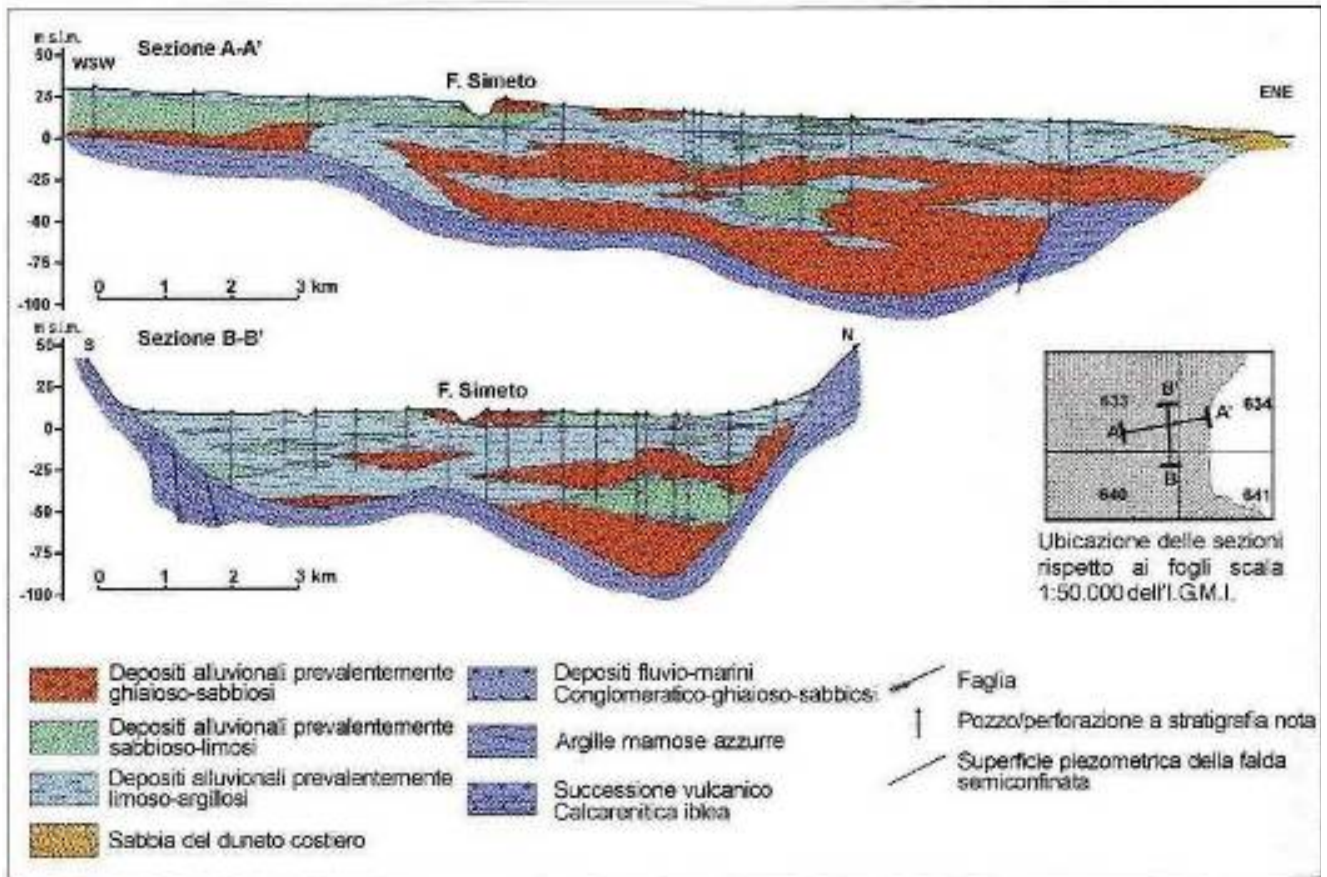 m s.l.m.
Sezione A-A'
50
WSW
F. Simeto
ENE
25
0
-25
-50
-75
-100
0 1 2 3 km
m s.l.m.
Sezione B-B'
50
S
N
F. Simeto
25
0
-25
-50
-75
-100
0 1 2 3 km
B'
633
A'
634
A
B
640
641
Ubicazione delle sezioni
rispetto ai fogli scala
1:50.000 dell'I.G.M.I.
Depositi alluvionali prevalentemente
ghiaioso-sabbiosi
Depositi alluvionali prevalentemente
sabbioso-limosi
Depositi alluvionali prevalentemente
limoso-argillosi
Sabbia del duneto costiero
Depositi fluvio-marini
Conglomeratico-ghiaioso-sabbiosi
Argille marnose azzurre
Successione vulcanico
Calcarenitica iblea
Faglia
Pozzo/perforazione a stratigrafia nota
Superficie piezometrica della falda
semiconfinata